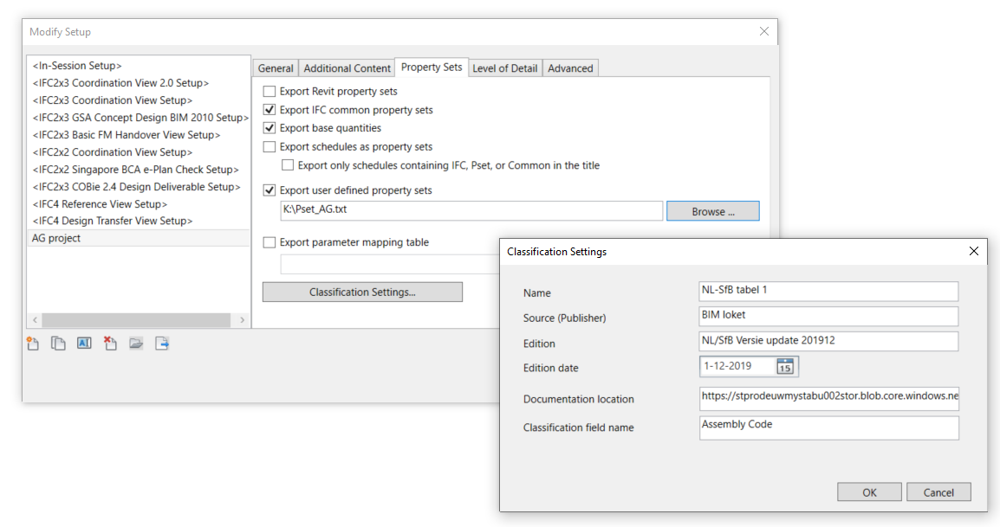 Modify Setup
<In-Session Setup>
<IFC2x3 Coordination View 2.0 Setup>
<IFC2x3 Coordination View Setup>
<IFC2x3 GSA Concept Design BIM 2010 Setup>
<IFC2x3 Basic FM Handover View Setup>
<IFC2x2 Coordination View Setup>
<IFC2x2 Singapore BCA e-Plan Check Setup>
<IFC2x3 COBie 2.4 Design Deliverable Setup>
<IFC4 Reference View Setup>
<IFC4 Design Transfer View Setup>
AG project
General Additional Content Property Sets Level of Detail Advanced
Export Revit property sets
Export IFC common property sets
Export base quantities
Export schedules as property sets
Export only schedules containing IFC, Pset, or Common in the title
Export user defined property sets
K:\Pset_AG.txt Browse ...
Export parameter mapping table
Classification Settings...
Classification Settings
Name NL-SfB tabel 1
Source (Publisher) BIM loket
Edition NL/SfB Versie update 201912
Edition date 1-12-2019 15
Documentation location https://stprodeuwmystabu002stor.blob.core.windows.ne
Classification field name Assembly Code
OK Cancel